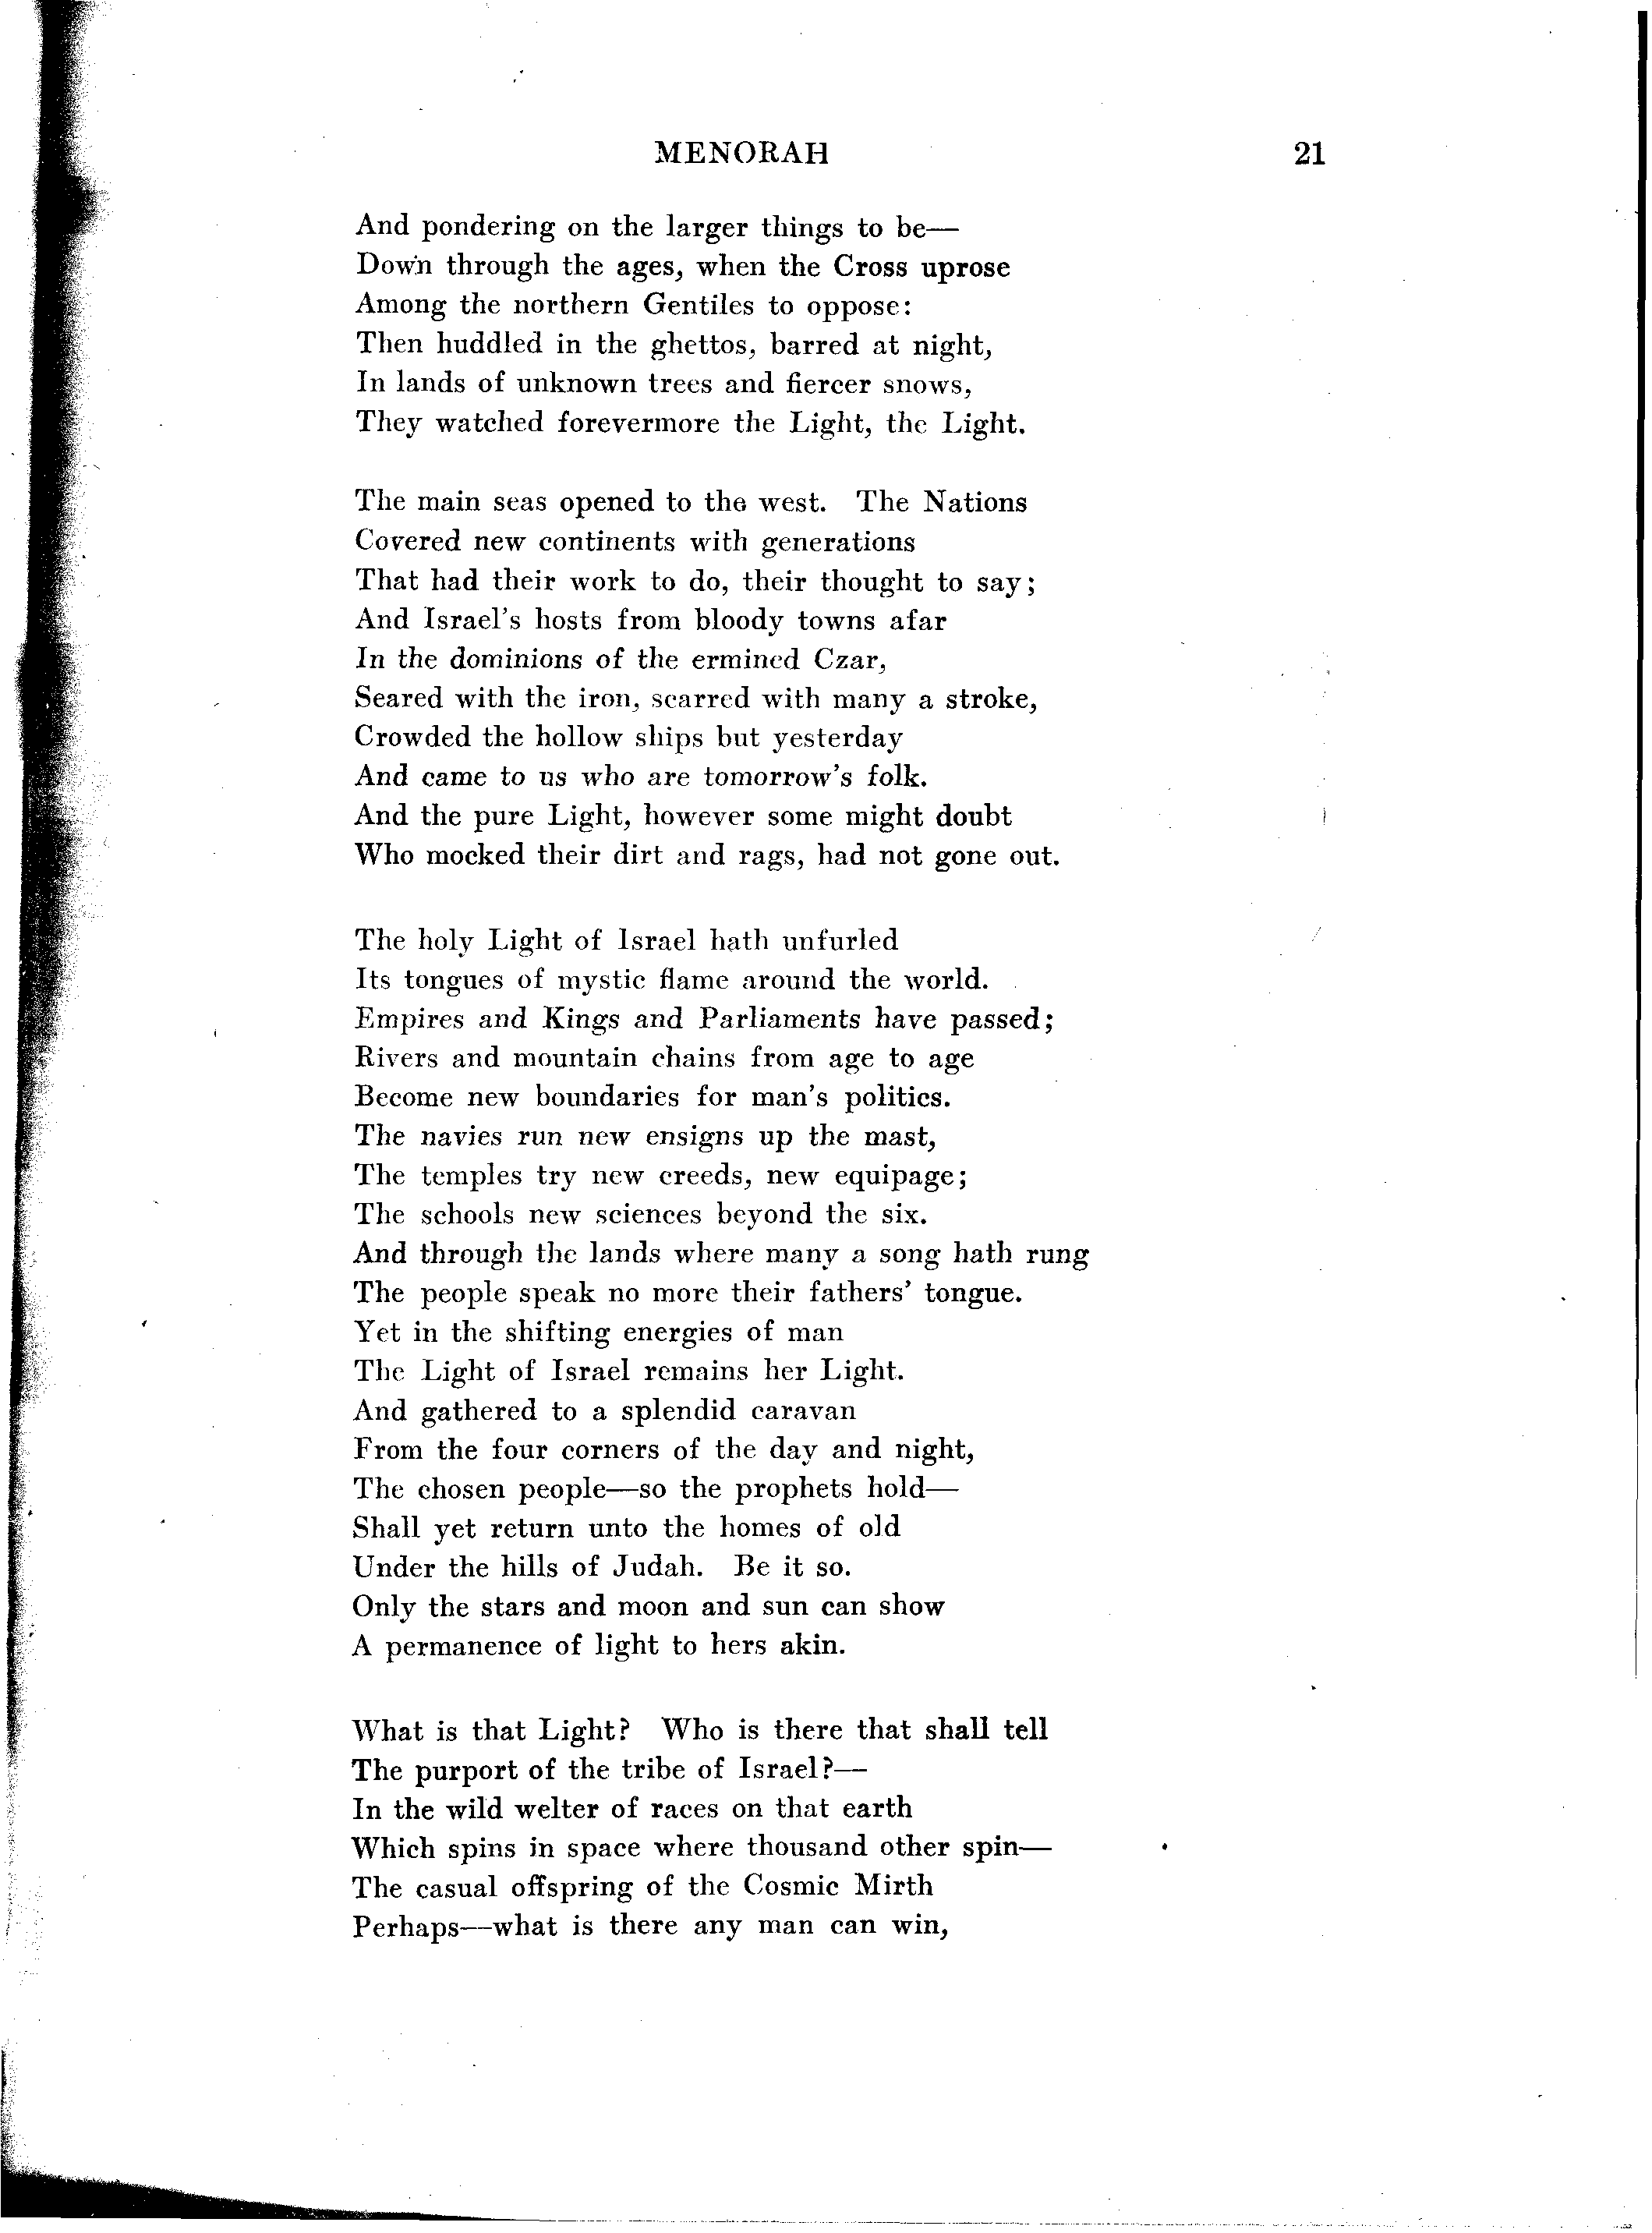 MENORAH 21
And pondering on the larger things to be—
Down through the ages, when the Cross uprose
Among the northern Gentiles to oppose:
Then huddled in the ghettos, barred at night,
In lands of unknown trees and fiercer snows,
They watched forevermore the Light, the Light.
The main seas opened to the west. The Nations
Covered new continents with generations
That had their work to do, their thought to say;
And Israel's hosts from bloody towns afar
In the dominions of the ermined Czar,
Seared with the iron, scarred with many a stroke,
Crowded the hollow ships but yesterday
And came to us who are tomorrow's folk.
And the pure Light, however some might doubt
Who mocked their dirt and rags, had not gone out.
The holy Light of Israel hath unfurled
Its tongues of mystic flame around the world.
Empires and Kings and Parliaments have passed;
Rivers and mountain chains from age to age
Become new boundaries for man's politics.
The navies run new ensigns up the mast,
The temples try new creeds, new equipage;
The schools new sciences beyond the six.
And through the lands where many a song hath rung
The people speak no more their fathers' tongue.
Yet in the shifting energies of man
The Light of Israel remains her Light.
And gathered to a splendid caravan
From the four corners of the day and night,
The chosen people—so the prophets hold—
Shall yet return unto the homes of old
Under the hills of Judah. Be it so.
Only the stars and moon and sun can show
A permanence of light to hers akin.
What is that Light? Who is there that shall tell
The purport of the tribe of Israel?—
In the wild welter of races on that earth
Which spins in space where thousand other spin—
The casual offspring of the Cosmic Mirth
Perhaps—what is there any man can win,